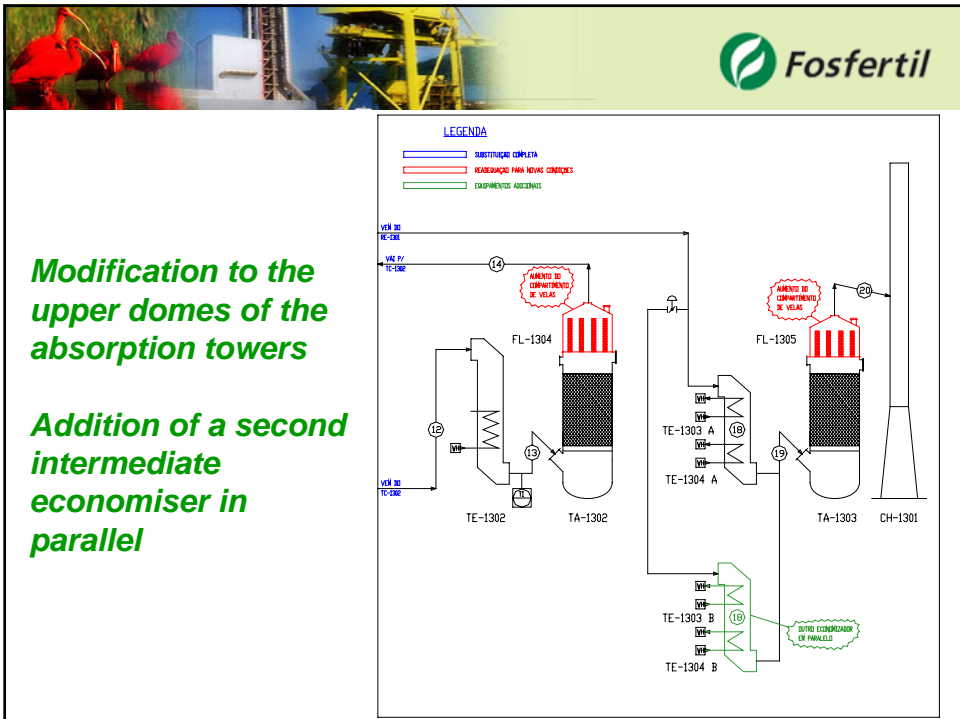 Fosfertil
Modification to the
upper domes of the
absorption towers
Addition of a second
intermediate
economiser in
parallel
LEGENDA
SUBSTITUIÇÃO COMPLETA
READEQUAÇÃO PARA NOVAS CONDIÇÕES
EQUIPAMENTOS ADICIONAIS
VEM DO
RE-1301
VAI P/
TC-1302
14
AUMENTO DO
COMPARTIMENTO
DE VELAS
FL-1304
12
13
TI
VEM DO
TC-1302
TE-1302
TA-1302
AUMENTO DO
COMPARTIMENTO
DE VELAS
20
FL-1305
TE-1303 A
18
TE-1304 A
19
TA-1303
CH-1301
TE-1303 B
18
TE-1304 B
OUTRO ECONOMIZADOR
EM PARALELO